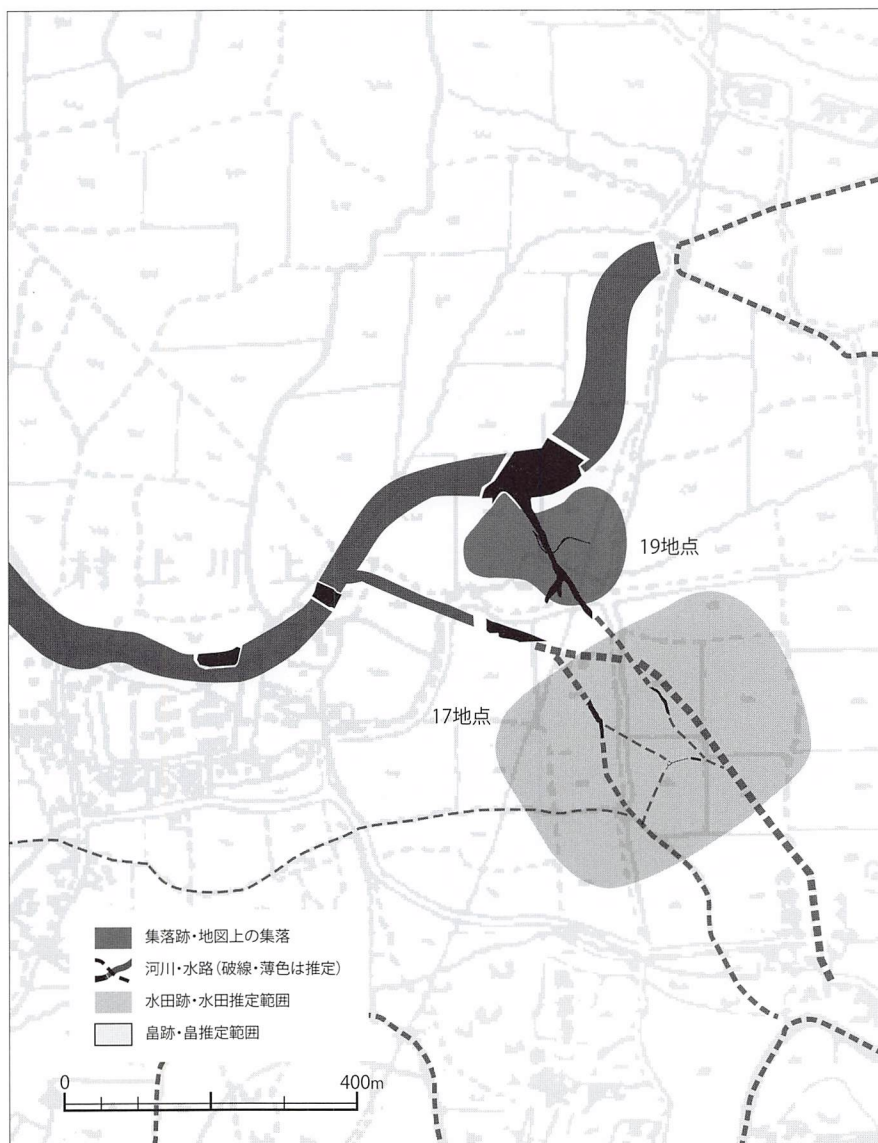 19地点
村上川上
17地点
集落跡・地図上の集落
河川・水路(破線・薄色は推定)
水田跡・水田推定範囲
畠跡・畠推定範囲
0 400m